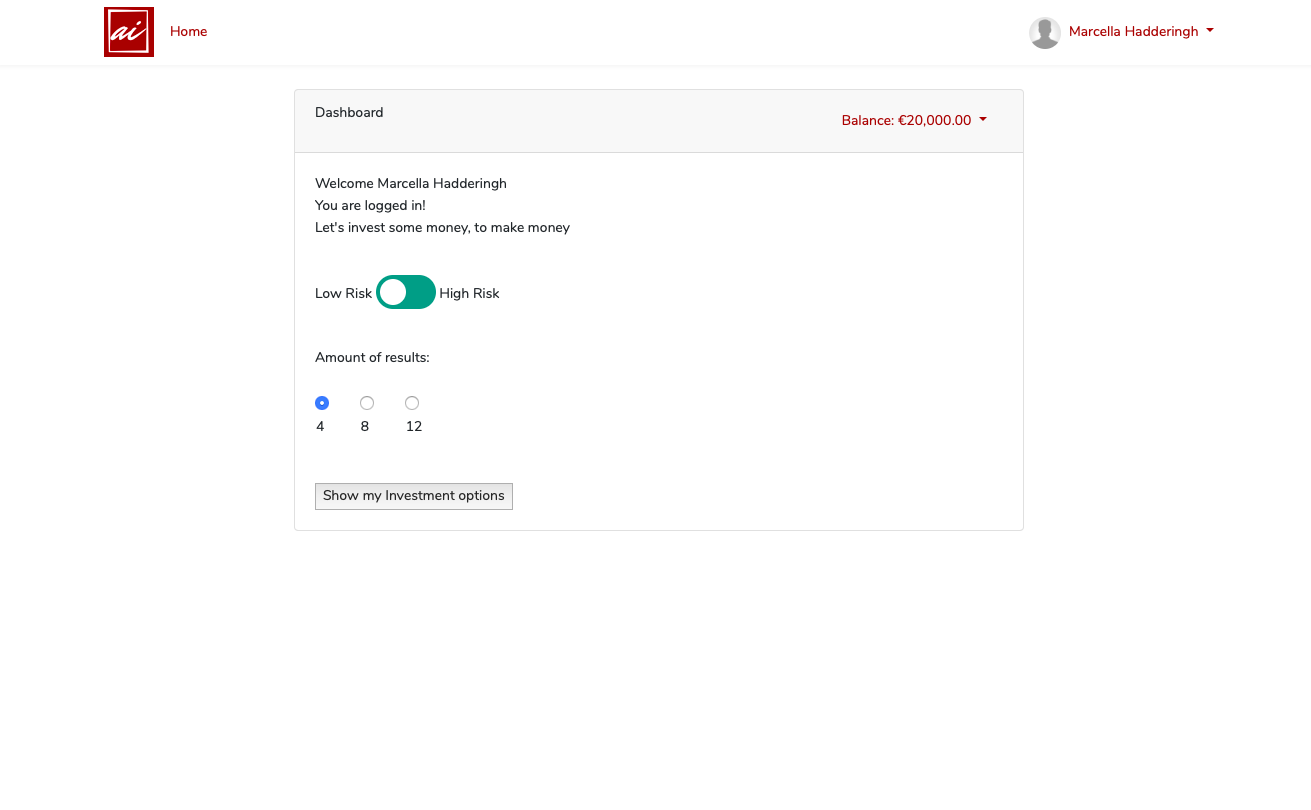 ai
Home
Marcella Hadderingh
Dashboard
Balance: €20,000.00
Welcome Marcella Hadderingh
You are logged in!
Let's invest some money, to make money
Low Risk High Risk
Amount of results:
4 8 12
Show my Investment options